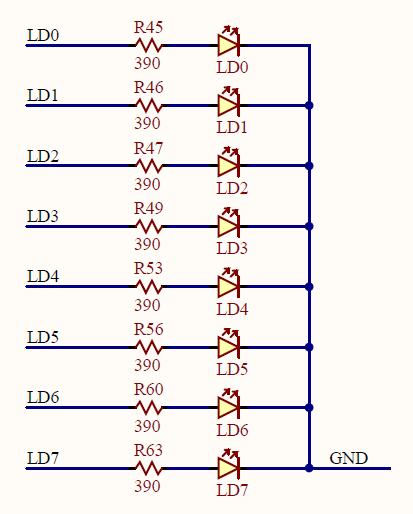 LD0 R45
390 LD0
LD1 R46
390 LD1
LD2 R47
390 LD2
LD3 R49
390 LD3
LD4 R53
390 LD4
LD5 R56
390 LD5
LD6 R60
390 LD6
LD7 R63 GND
390 LD7